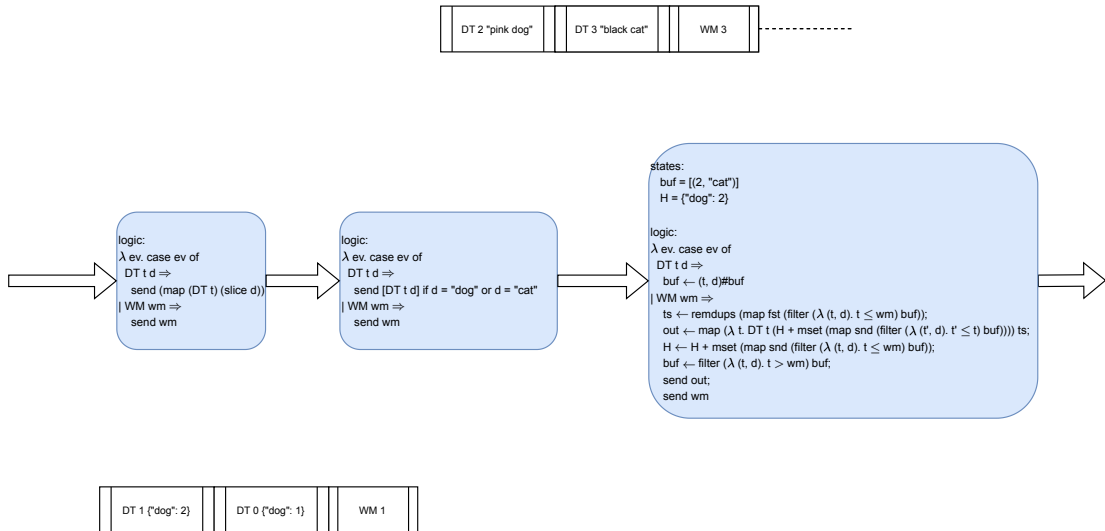 DT 2 "pink dog" DT 3 "black cat" WM 3
logic:
λ ev. case ev of
DT t d ⇒
send (map (DT t) (slice d))
| WM wm ⇒
send wm
logic:
λ ev. case ev of
DT t d ⇒
send [DT t d] if d = "dog" or d = "cat"
| WM wm ⇒
send wm
states:
buf = [(2, "cat")]
H = {"dog": 2}
logic:
λ ev. case ev of
DT t d ⇒
buf ← (t, d)#buf
| WM wm ⇒
ts ← remdups (map fst (filter (λ (t, d). t ≤ wm) buf));
out ← map (λ t. DT t (H + mset (map snd (filter (λ (t', d). t' ≤ t) buf)))) ts;
H ← H + mset (map snd (filter (λ (t, d). t ≤ wm) buf));
buf ← filter (λ (t, d). t > wm) buf;
send out;
send wm
DT 1 {"dog": 2} DT 0 {"dog": 1} WM 1